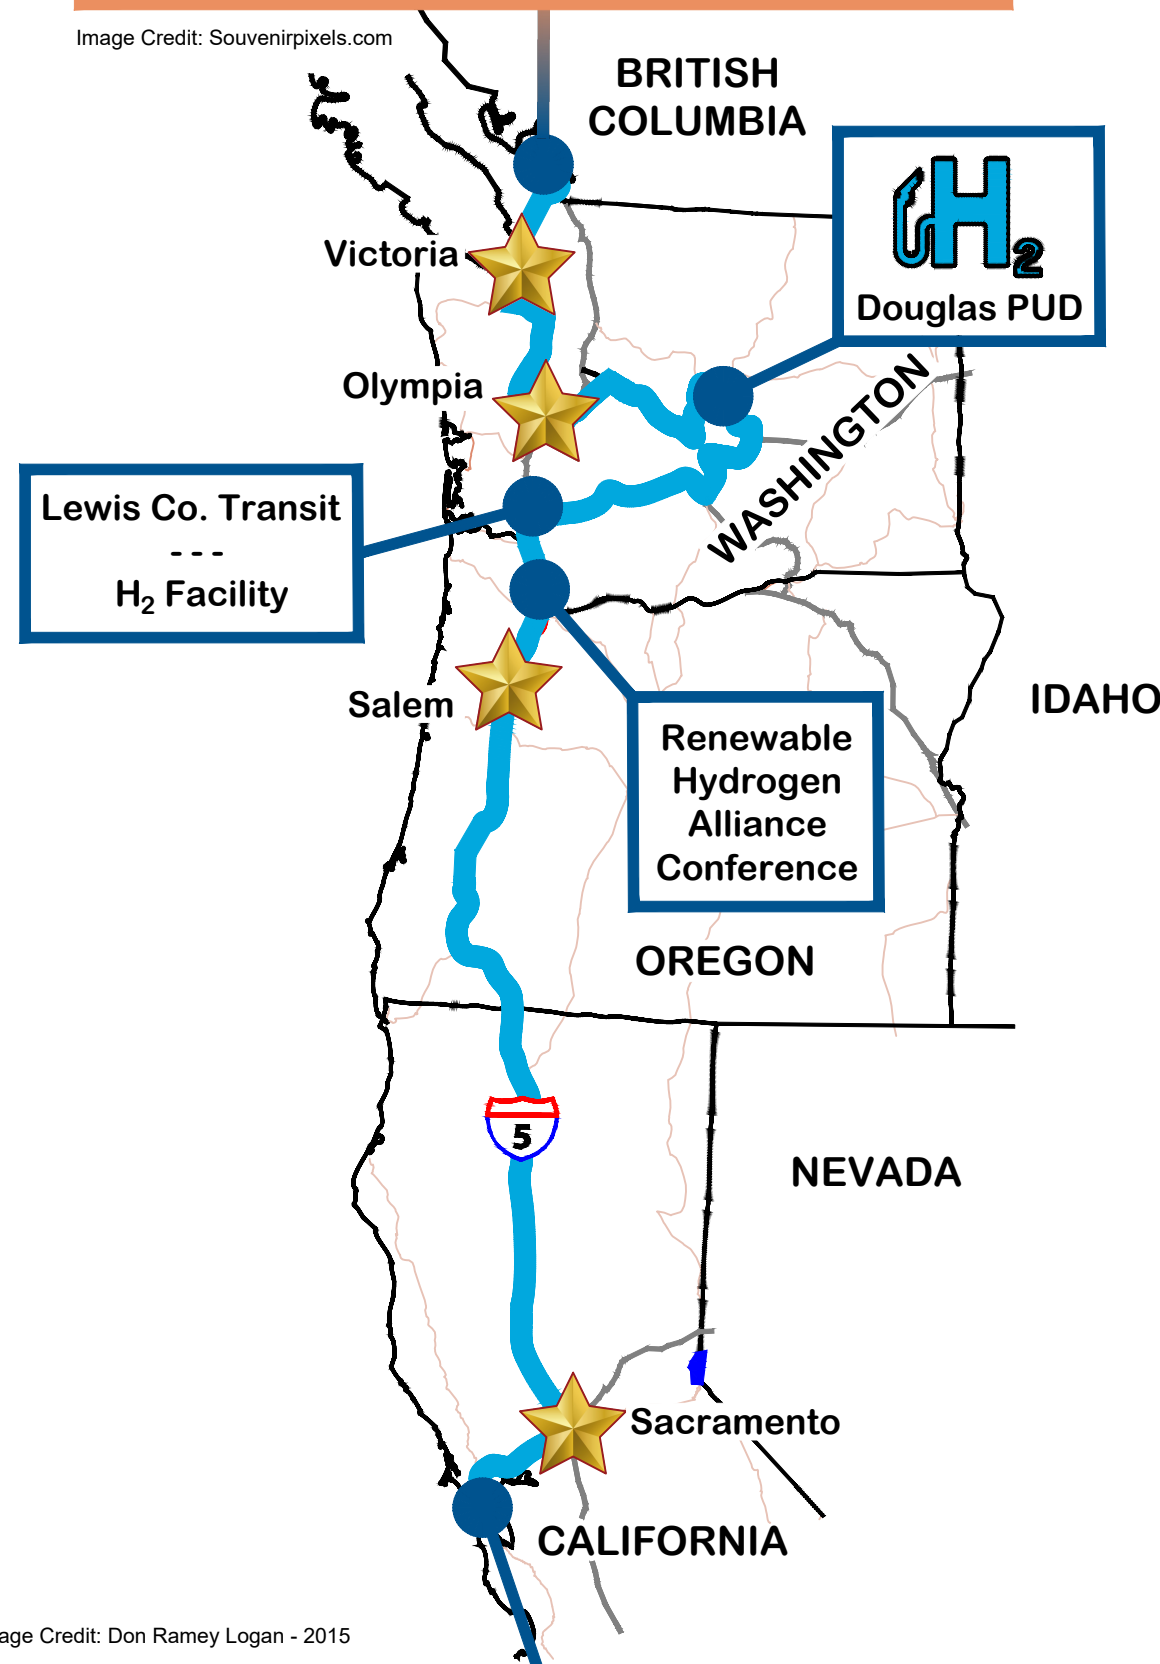 Image Credit: Souvenirpixels.com
BRITISH
COLUMBIA
H2
Douglas PUD
Victoria
Olympia
WASHINGTON
Lewis Co. Transit
- - -
H₂ Facility
Salem
IDAHO
Renewable
Hydrogen
Alliance
Conference
OREGON
5
NEVADA
Sacramento
CALIFORNIA
age Credit: Don Ramey Logan - 2015